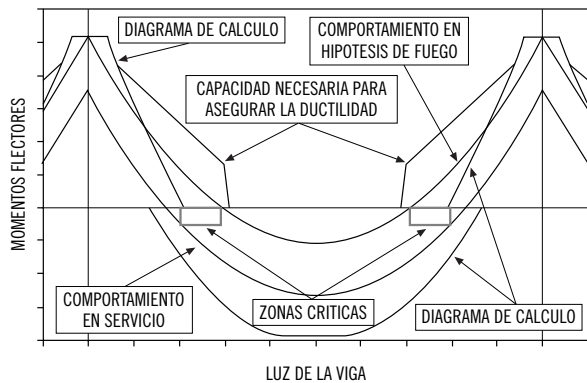 DIAGRAMA DE CALCULO
COMPORTAMIENTO EN
HIPOTESIS DE FUEGO
CAPACIDAD NECESARIA PARA
ASEGURAR LA DUCTILIDAD
MOMENTOS FLECTORES
COMPORTAMIENTO
EN SERVICIO
ZONAS CRITICAS
DIAGRAMA DE CALCULO
LUZ DE LA VIGA